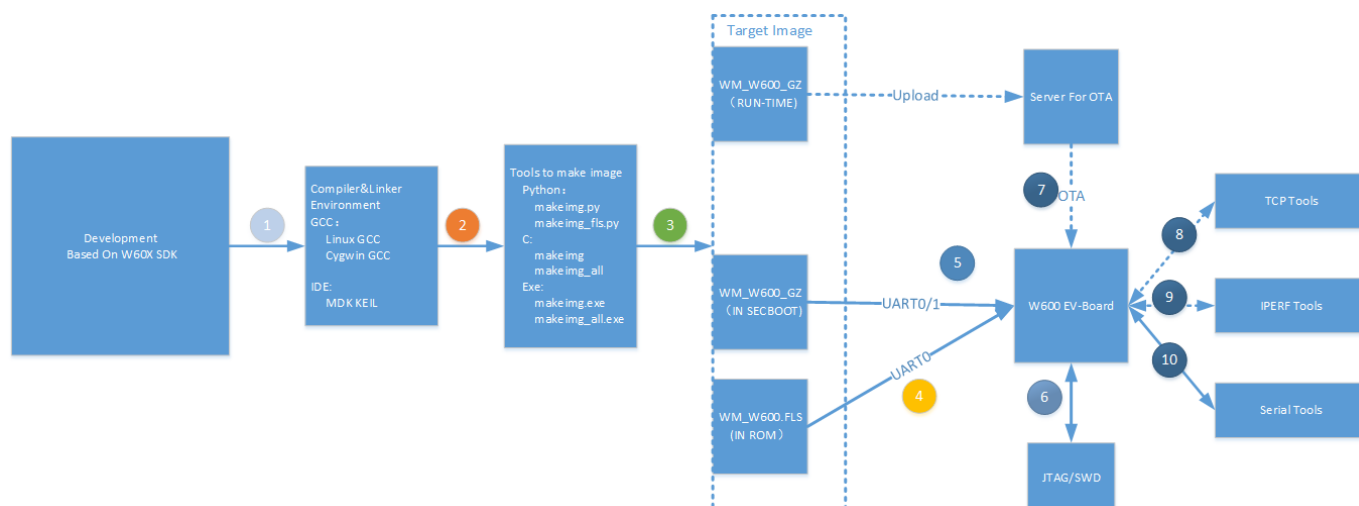 Target Image
Development
Based On W60X SDK
1
Compiler&Linker
Environment
GCC：
Linux GCC
Cygwin GCC
IDE:
MDK KEIL
2
Tools to make image
Python：
makeimg.py
makeimg_fls.py
C:
makeimg
makeimg_all
Exe:
makeimg.exe
makeimg_all.exe
3
WM_W600_GZ
（RUN-TIME)
Upload
Server For OTA
7
OTA
WM_W600_GZ
（IN SECBOOT)
UART0/1
5
WM_W600.FLS
(IN ROM）
UART0
4
W600 EV-Board
6
JTAG/SWD
8
TCP Tools
9
IPERF Tools
10
Serial Tools